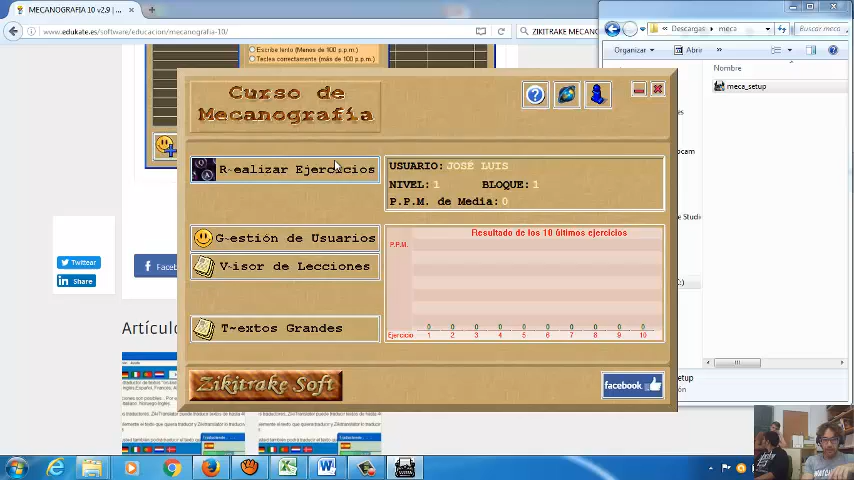 MECANOGRAFIA 10 v2.9 | d...
www.edukate.es/software/educacion/mecanografia-10/
ZIKITRAKE MECANO
Descargas
meca
Buscar meca
Organizar
Abrir
Nombre
meca_setup
Escribe lento (Menos de 100 p.p.m.)
Teclea correctamente (más de 100 p.p.m.)
Curso de
Mecanografía
R~ealizar Ejercicios
USUARIO: JOSÉ LUIS
NIVEL: 1 BLOQUE: 1
P.P.M. de Media: 0
G~estión de Usuarios
V~isor de Lecciones
T~extos Grandes
Resultado de los 10 últimos ejercicios
P.P.M.
0 0 0 0 0 0 0 0 0 0
Ejercicio 1 2 3 4 5 6 7 8 9 10
Zikitrake Soft
facebook
Twittear
Share
Faceb
Artícul